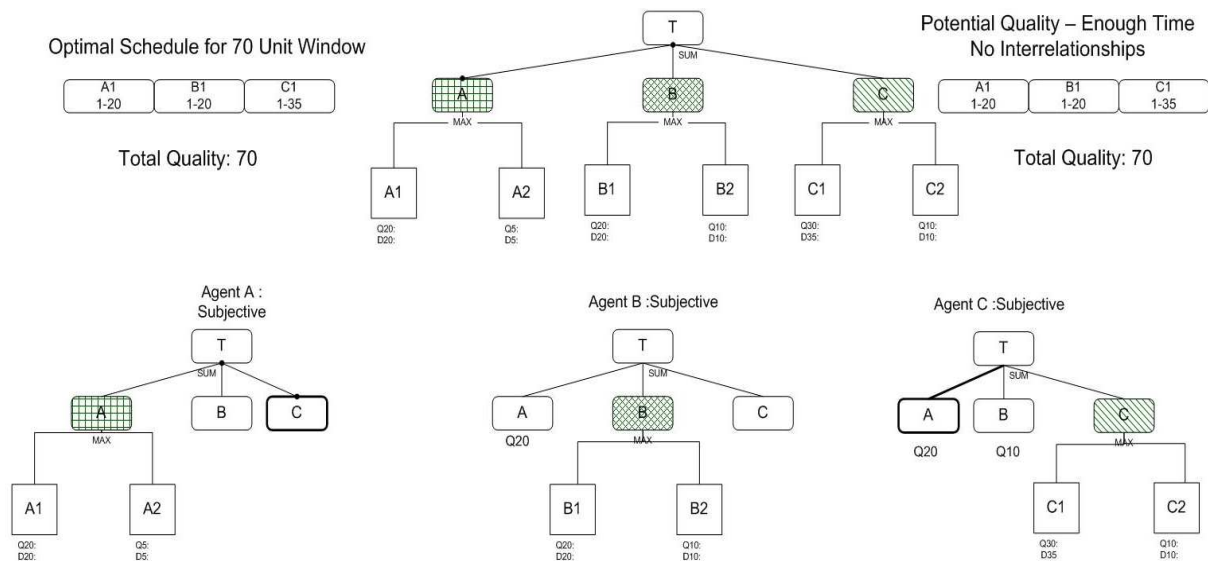 Optimal Schedule for 70 Unit Window
A1
1-20
B1
1-20
C1
1-35
Total Quality: 70
T
SUM
A
B
C
MAX
MAX
MAX
A1
A2
B1
B2
C1
C2
Q20:
D20:
Q5:
D5:
Q20:
D20:
Q10:
D10:
Q30:
D35:
Q10:
D10:
Potential Quality – Enough Time
No Interrelationships
A1
1-20
B1
1-20
C1
1-35
Total Quality: 70
Agent A :
Subjective
T
SUM
A
B
C
MAX
A1
A2
Q20:
D20:
Q5:
D5:
Agent B :Subjective
T
SUM
A
B
C
Q20
MAX
B1
B2
Q20:
D20:
Q10:
D10:
Agent C :Subjective
T
SUM
A
B
C
Q20
Q10
MAX
C1
C2
Q30:
D35
Q10:
D10: